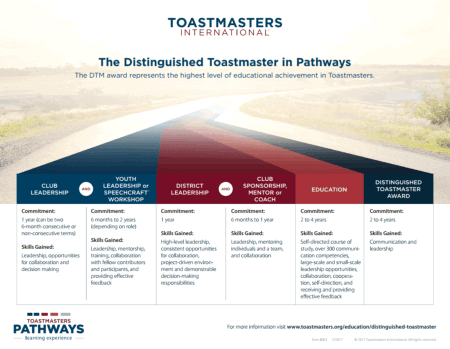 TOASTMASTERS
INTERNATIONAL
The Distinguished Toastmaster in Pathways
The DTM award represents the highest level of educational achievement in Toastmasters.
CLUB
LEADERSHIP
AND
YOUTH
LEADERSHIP or
SPEECHCRAFT
WORKSHOP
DISTRICT
LEADERSHIP
AND
CLUB
SPONSORSHIP,
MENTOR or
COACH
EDUCATION
DISTINGUISHED
TOASTMASTER
AWARD
Commitment:
1 year (can be two
6-month consecutive or
non-consecutive terms)
Skills Gained:
Leadership, opportunities
for collaboration and
decision making
Commitment:
6 months to 2 years
(depending on role)
Skills Gained:
Leadership, mentorship,
training, collaboration
with fellow contributors
and participants, and
providing effective
feedback
Commitment:
1 year
Skills Gained:
High-level leadership,
consistent opportunities
for collaboration,
project-driven environ-
ment and demonstrable
decision-making
responsibilities
Commitment:
6 months to 1 year
Skills Gained:
Leadership, mentoring
individuals and a team,
and collaboration
Commitment:
2 to 4 years
Skills Gained:
Self-directed course of
study, over 300 commun-
ication competencies,
large-scale and small-scale
leadership opportunities,
collaboration, coopera-
tion, self-direction, and
receiving and providing
effective feedback
Commitment:
2 to 4 years
Skills Gained:
Communication and
leadership
TOASTMASTERS
PATHWAYS
learning experience
For more information visit www.toastmasters.org/education/distinguished-toastmaster
© 2017 Toastmasters International. All rights reserved.